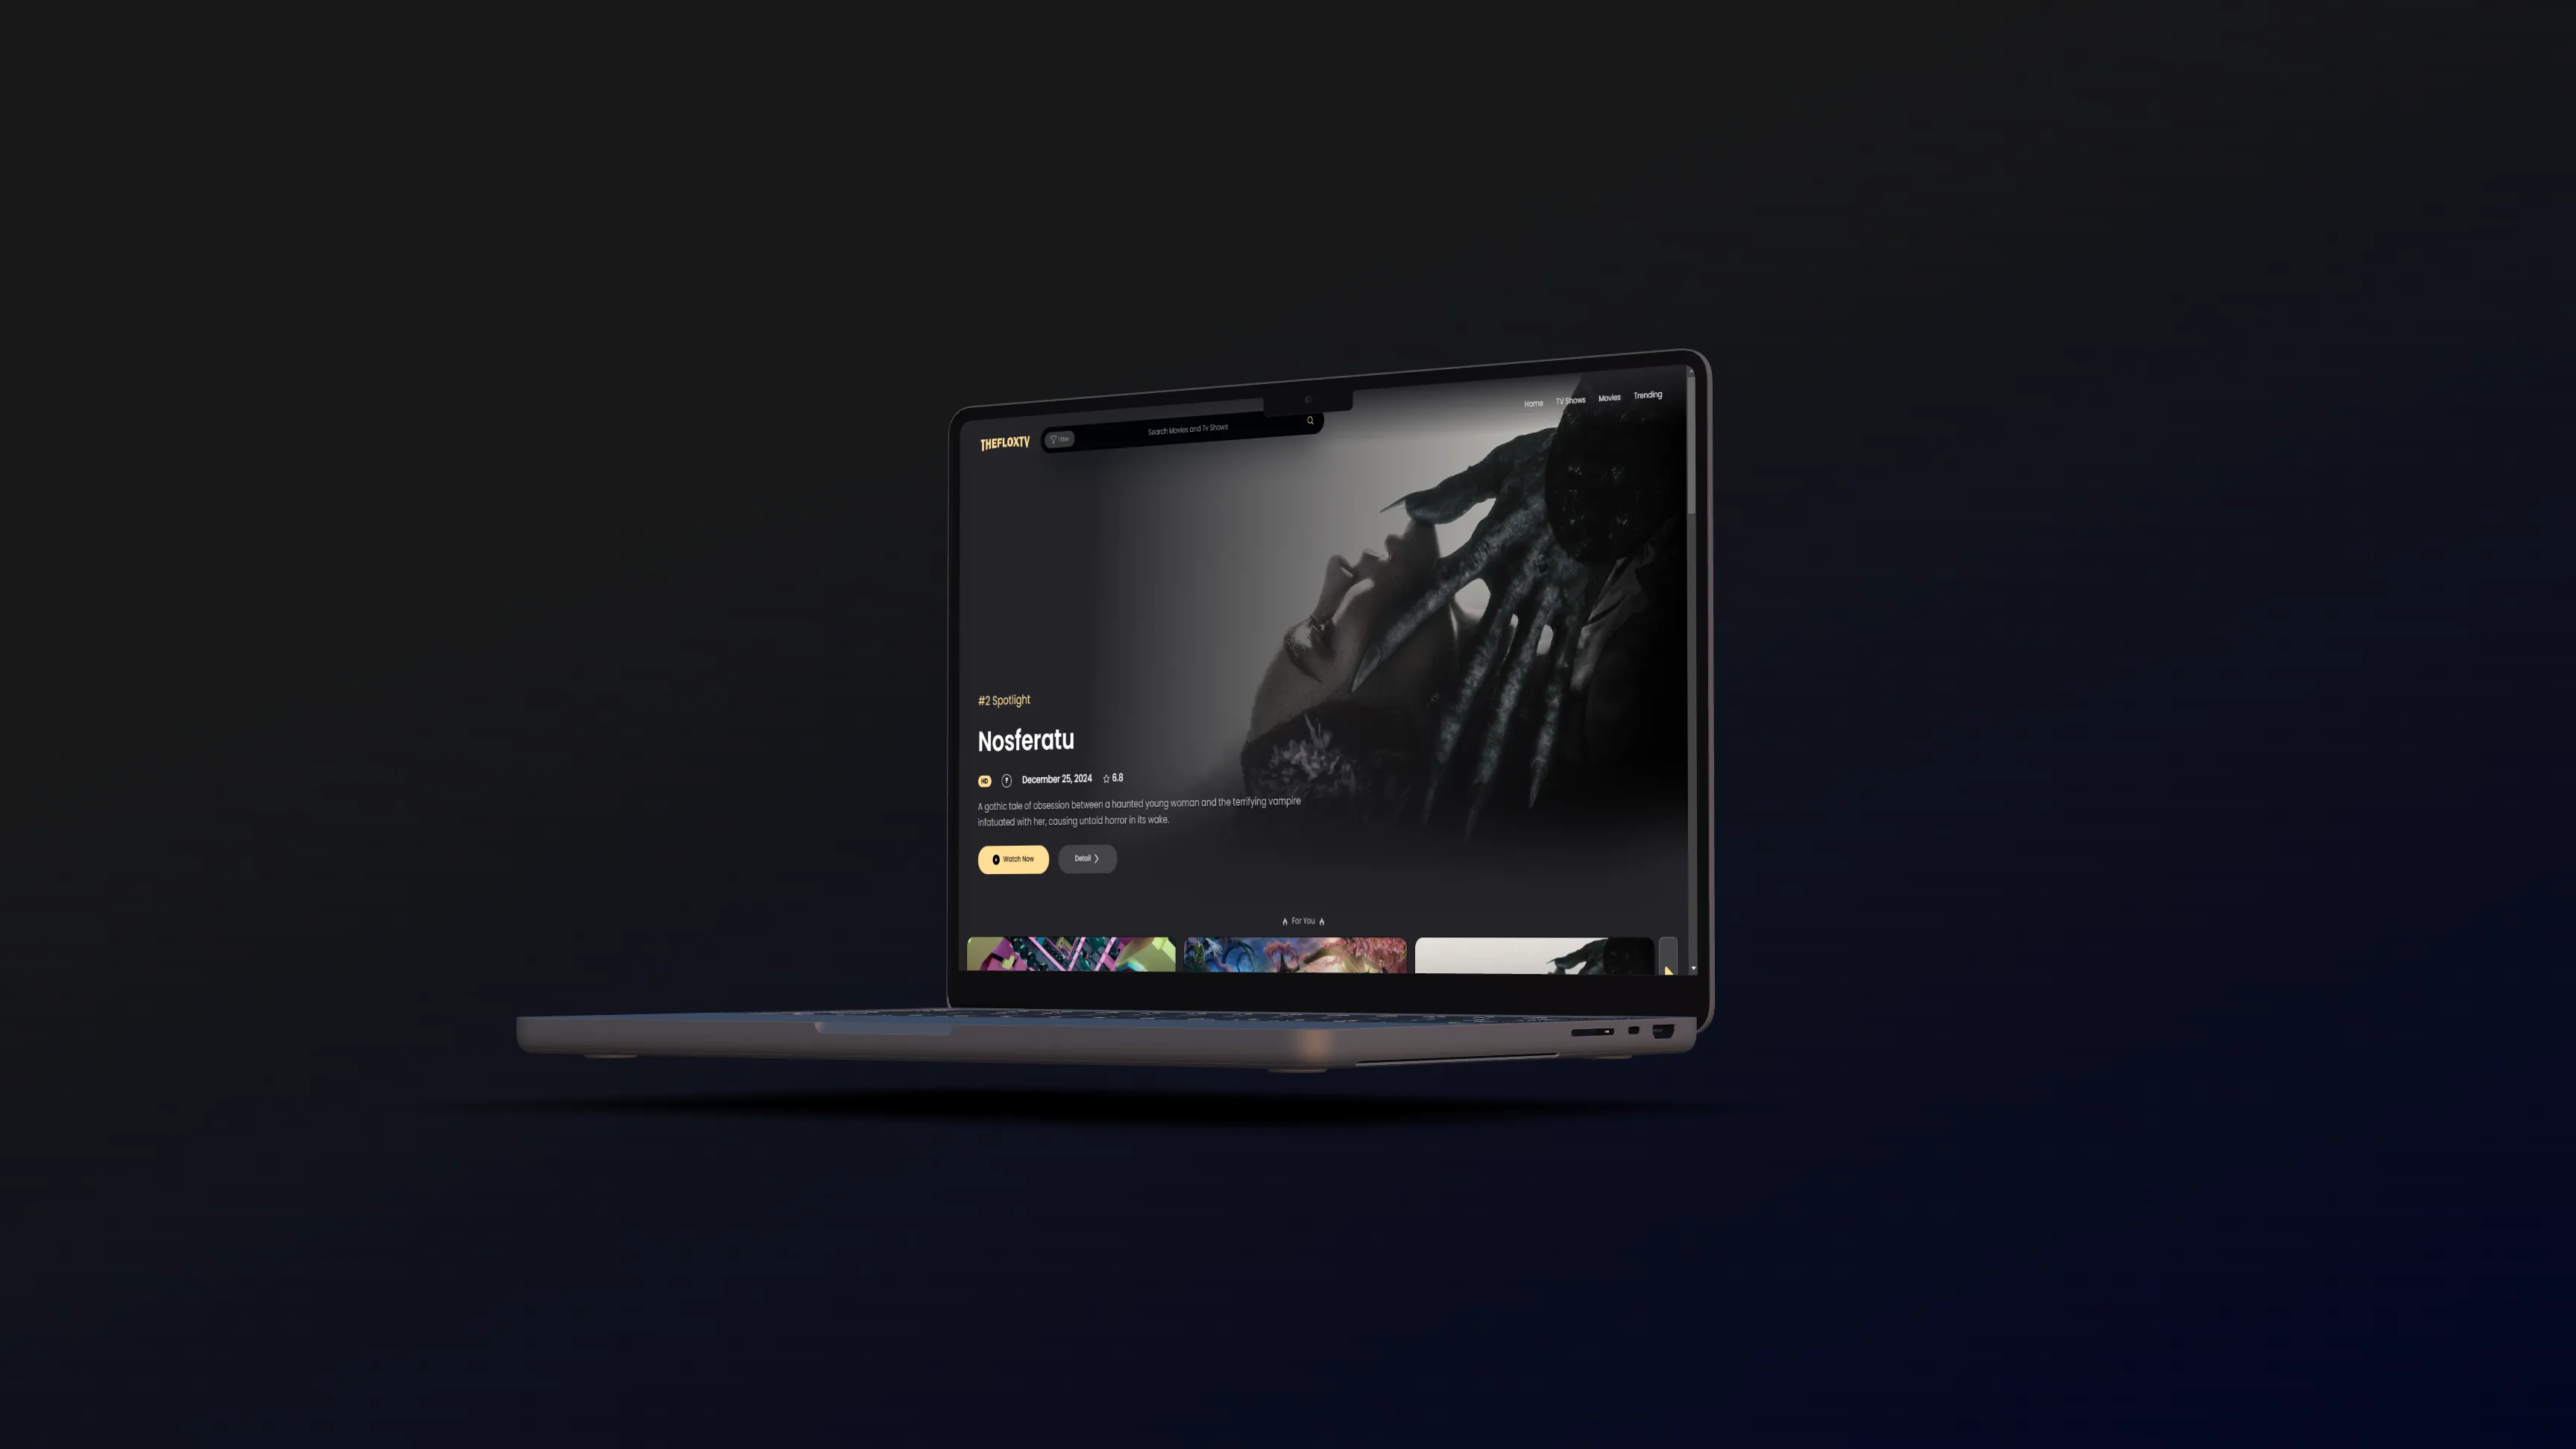 THEFLOXTV
Filter
Search Movies and Tv Shows
Home
TV Shows
Movies
Trending
#2 Spotlight
Nosferatu
HD
?
December 25, 2024
6.8
A gothic tale of obsession between a haunted young woman and the terrifying vampire
infatuated with her, causing untold horror in its wake.
Watch Now
Detail
For You